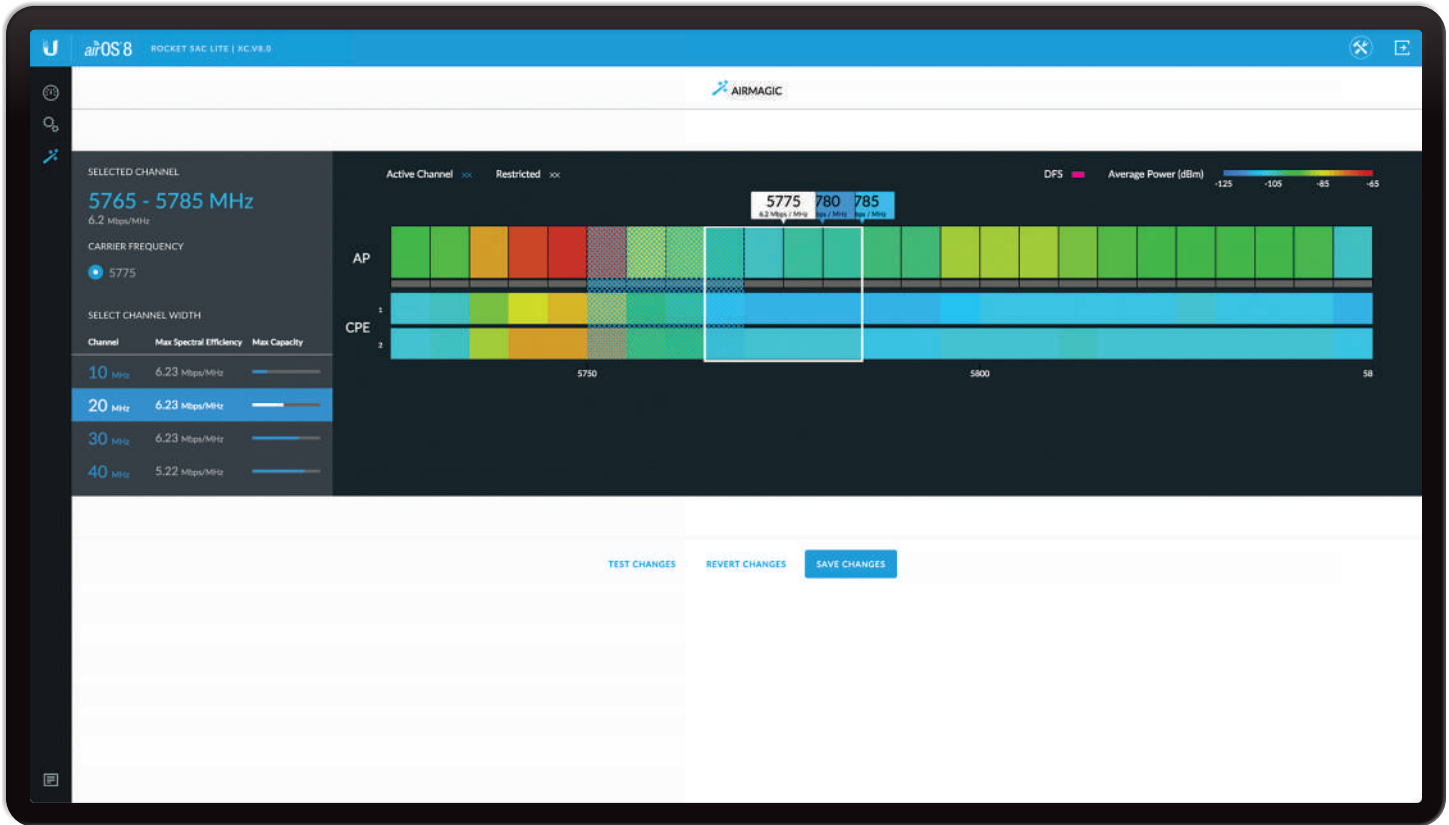 U airOS 8 ROCKET 5AC LITE | XC.V8.0
AIRMAGIC
SELECTED CHANNEL
5765 - 5785 MHz
6.2 Mbps/MHz
CARRIER FREQUENCY
5775
SELECT CHANNEL WIDTH
Channel Max Spectral Efficiency Max Capacity
10 MHz 6.23 Mbps/MHz
20 MHz 6.23 Mbps/MHz
30 MHz 6.23 Mbps/MHz
40 MHz 5.22 Mbps/MHz
Active Channel Restricted DFS Average Power (dBm)
-125 -105 -85 -65
5775 780 785
6.2 Mbps / MHz bps / MHz bps / MHz
AP
CPE
1
2
5750 5800 58
TEST CHANGES REVERT CHANGES SAVE CHANGES